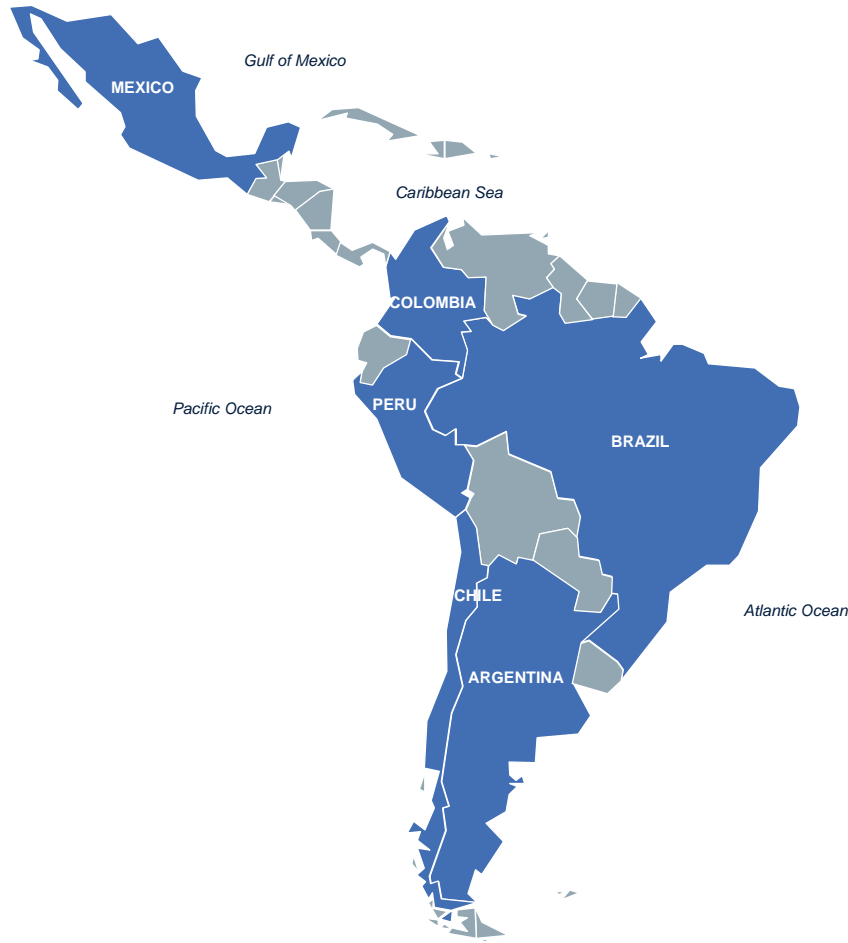 Gulf of Mexico
MEXICO
Caribbean Sea
COLOMBIA
PERU
Pacific Ocean
BRAZIL
CHILE
Atlantic Ocean
ARGENTINA